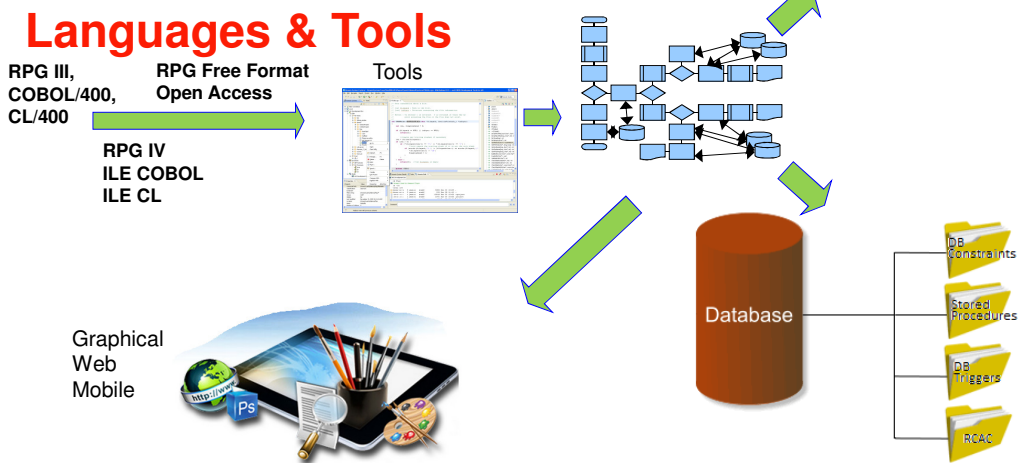 Languages & Tools
RPG III,
COBOL/400,
CL/400
RPG Free Format
Open Access
RPG IV
ILE COBOL
ILE CL
Tools
Database
DB
Constraints
Stored
Procedures
DB
Triggers
RCAC
Graphical
Web
Mobile
http://www
Ps